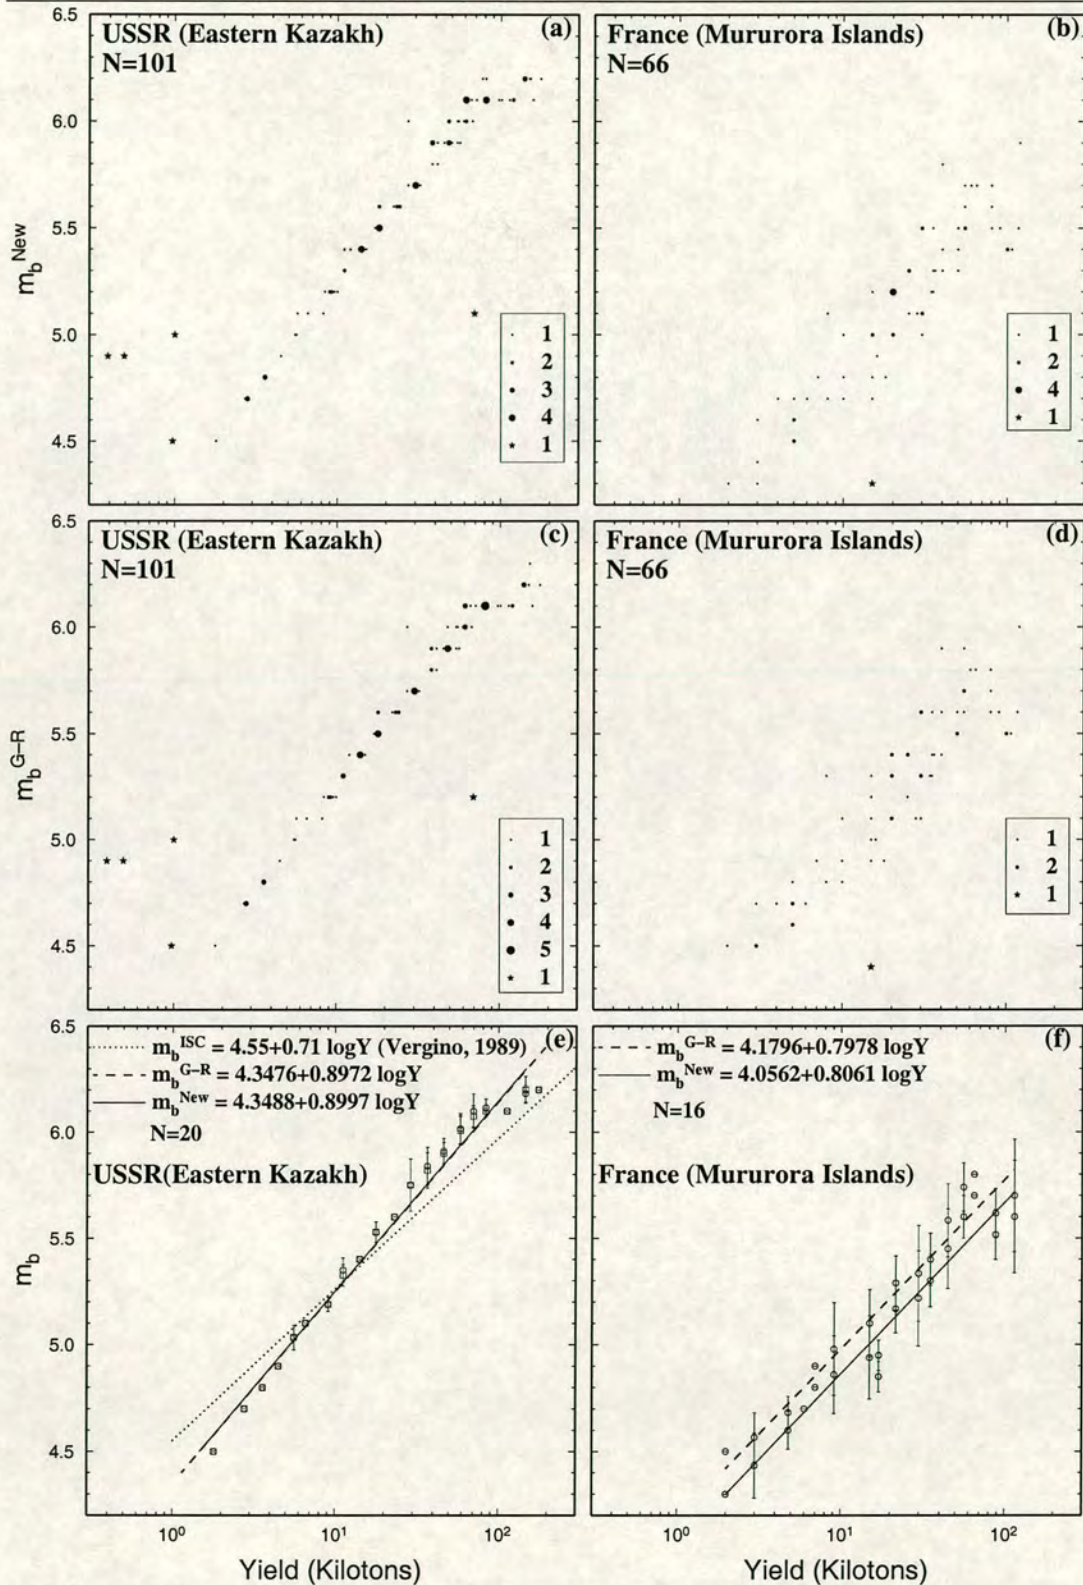 USSR (Eastern Kazakh) (a)
N=101
6.5
6.0
5.5
5.0
4.5
m_b^New
1
2
3
4
1
France (Mururora Islands) (b)
N=66
1
2
4
1
USSR (Eastern Kazakh) (c)
N=101
6.5
6.0
5.5
5.0
4.5
m_b^G–R
1
2
3
4
5
1
France (Mururora Islands) (d)
N=66
1
2
1
6.5
6.0
5.5
5.0
4.5
m_b
m_b^ISC = 4.55+0.71 logY (Vergino, 1989) (e)
m_b^G–R = 4.3476+0.8972 logY
m_b^New = 4.3488+0.8997 logY
N=20
USSR(Eastern Kazakh)
10^0 10^1 10^2
Yield (Kilotons)
m_b^G–R = 4.1796+0.7978 logY (f)
m_b^New = 4.0562+0.8061 logY
N=16
France (Mururora Islands)
10^0 10^1 10^2
Yield (Kilotons)